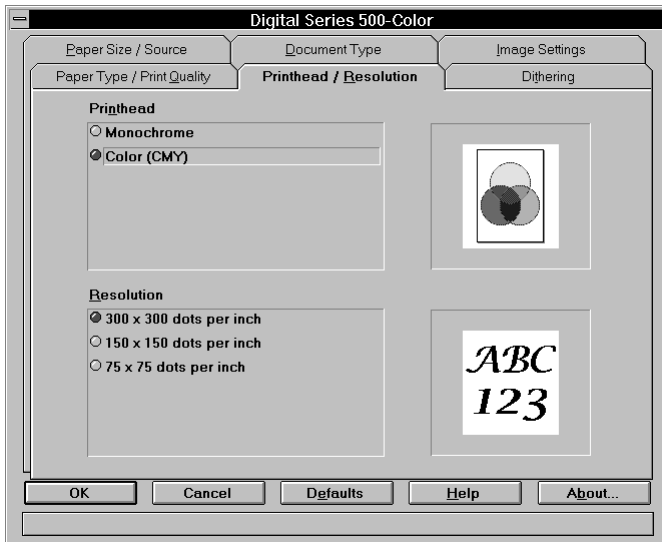 Digital Series 500-Color
Paper Size / Source Document Type Image Settings
Paper Type / Print Quality Printhead / Resolution Dithering
Printhead
Monochrome
Color (CMY)
Resolution
300 x 300 dots per inch
150 x 150 dots per inch
75 x 75 dots per inch
ABC
123
OK Cancel Defaults Help About...